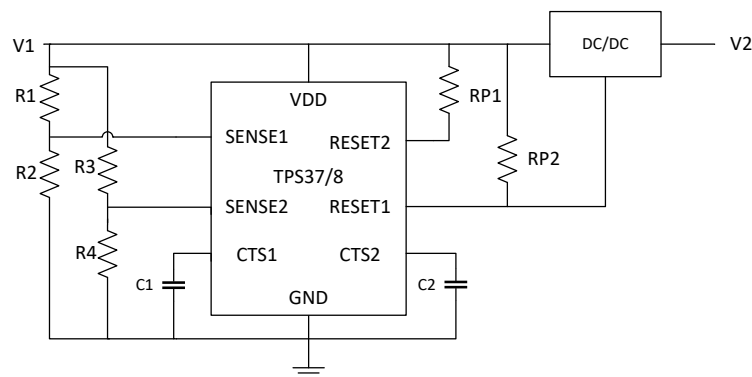 V1
DC/DC
V2
R1
VDD
RP1
SENSE1
RESET2
R2
R3
TPS37/8
RP2
SENSE2
RESET1
R4
CTS1
CTS2
C1
C2
GND